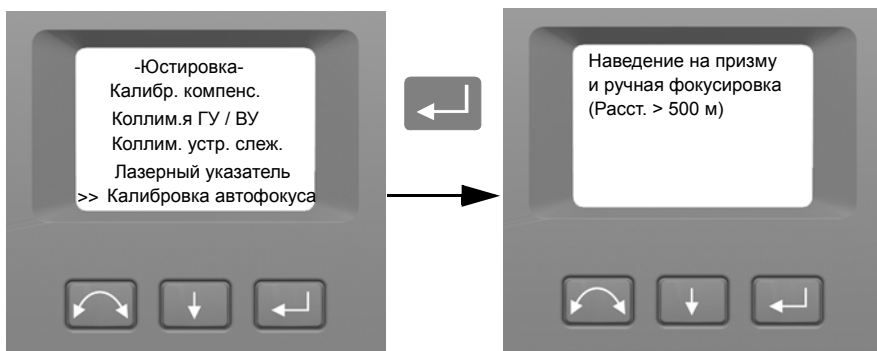 -Юстировка-
Калибр. компенс.
Коллим.я ГУ / ВУ
Коллим. устр. слеж.
Лазерный указатель
>> Калибровка автофокуса
Наведение на призму
и ручная фокусировка
(Расст. > 500 м)